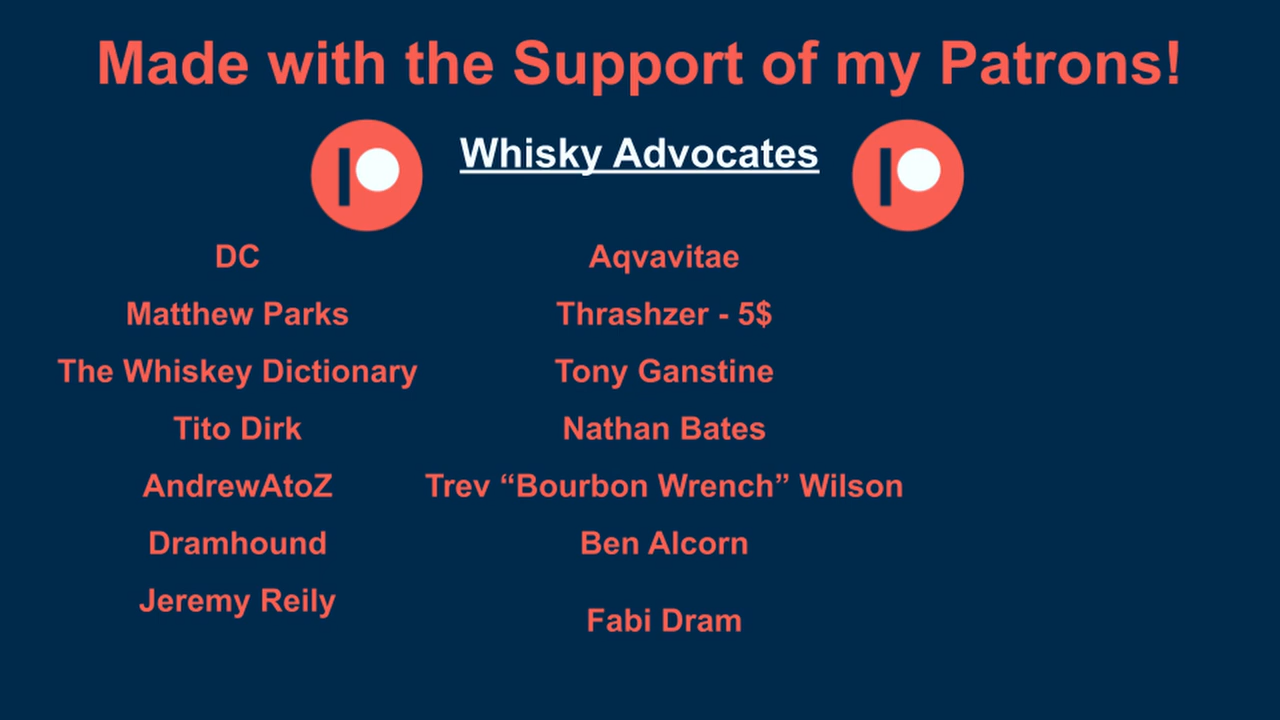 Made with the Support of my Patrons!
Whisky Advocates
DC
Matthew Parks
The Whiskey Dictionary
Tito Dirk
AndrewAtoZ
Dramhound
Jeremy Reily
Aqvavitae
Thrashzer - 5$
Tony Ganstine
Nathan Bates
Trev “Bourbon Wrench” Wilson
Ben Alcorn
Fabi Dram